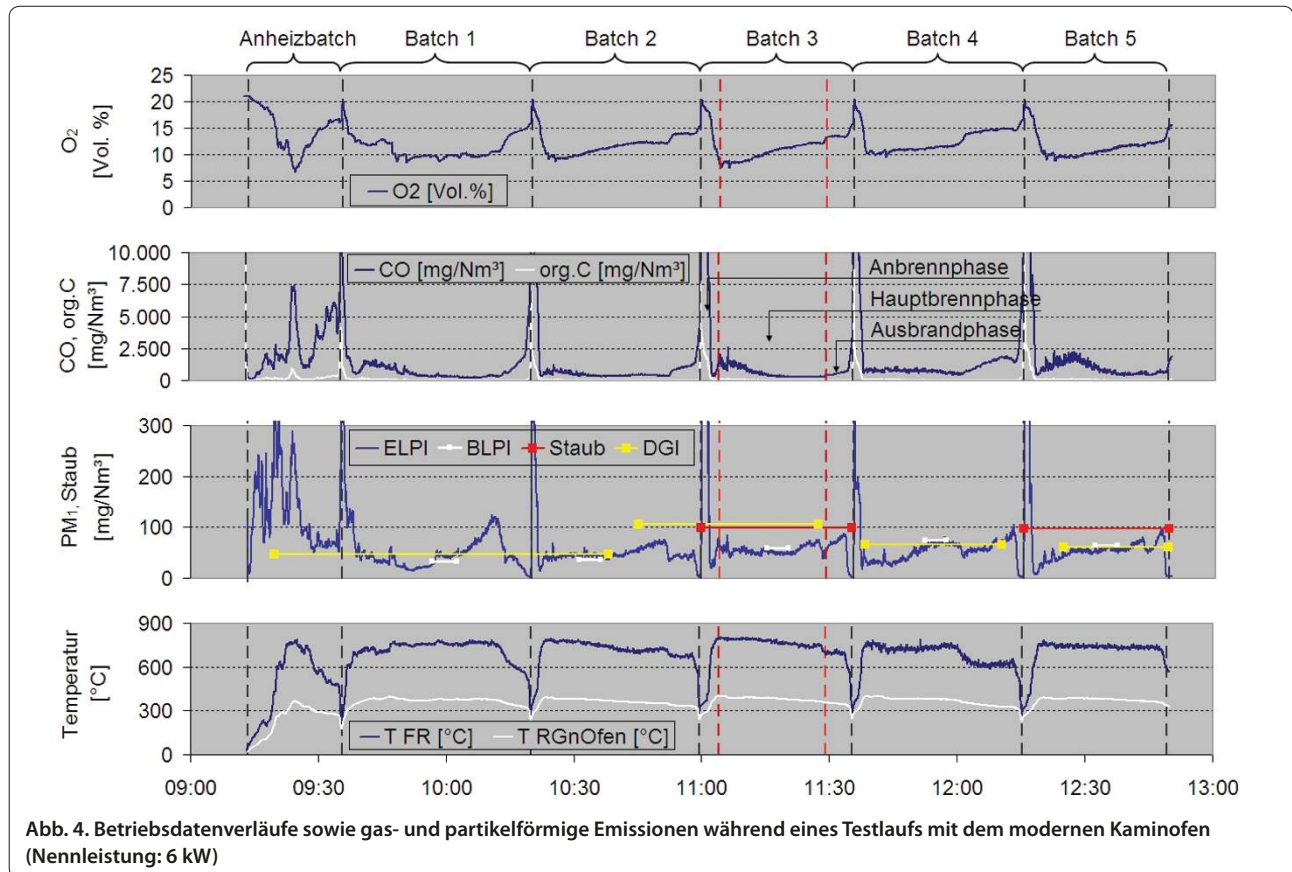 Anheizbatch Batch 1 Batch 2 Batch 3 Batch 4 Batch 5
O₂
[Vol. %]
25
20
15
10
5
0
O2 [Vol.%]
CO, org.C
[mg/Nm³]
10.000
7.500
5.000
2.500
0
CO [mg/Nm³] org.C [mg/Nm³]
Anbrennphase
Hauptbrennphase
Ausbrandphase
PM₁, Staub
[mg/Nm³]
300
200
100
0
ELPI BLPI Staub DGI
Temperatur
[°C]
900
600
300
0
T FR [°C] T RGnOfen [°C]
09:00 09:30 10:00 10:30 11:00 11:30 12:00 12:30 13:00
Abb. 4. Betriebsdatenverläufe sowie gas- und partikelförmige Emissionen während eines Testlaufs mit dem modernen Kaminofen
(Nennleistung: 6 kW)